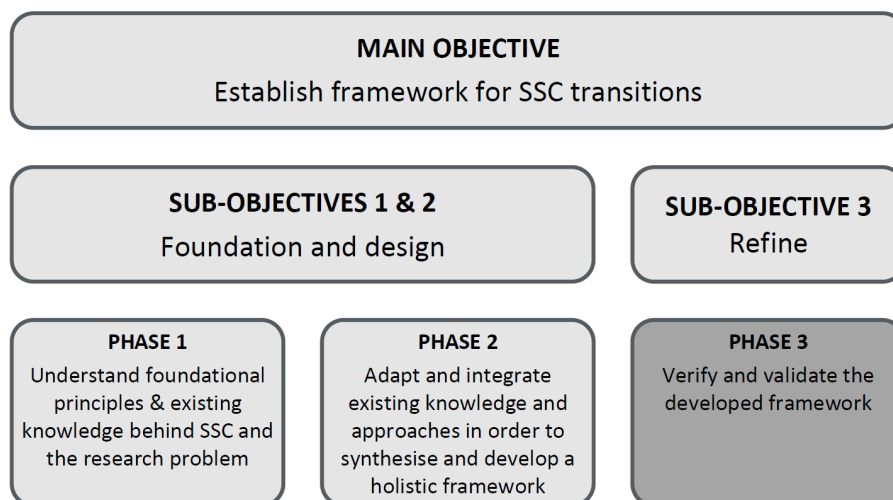 MAIN OBJECTIVE
Establish framework for SSC transitions
SUB-OBJECTIVES 1 & 2
Foundation and design
SUB-OBJECTIVE 3
Refine
PHASE 1
Understand foundational
principles & existing
knowledge behind SSC and
the research problem
PHASE 2
Adapt and integrate
existing knowledge and
approaches in order to
synthesise and develop a
holistic framework
PHASE 3
Verify and validate the
developed framework